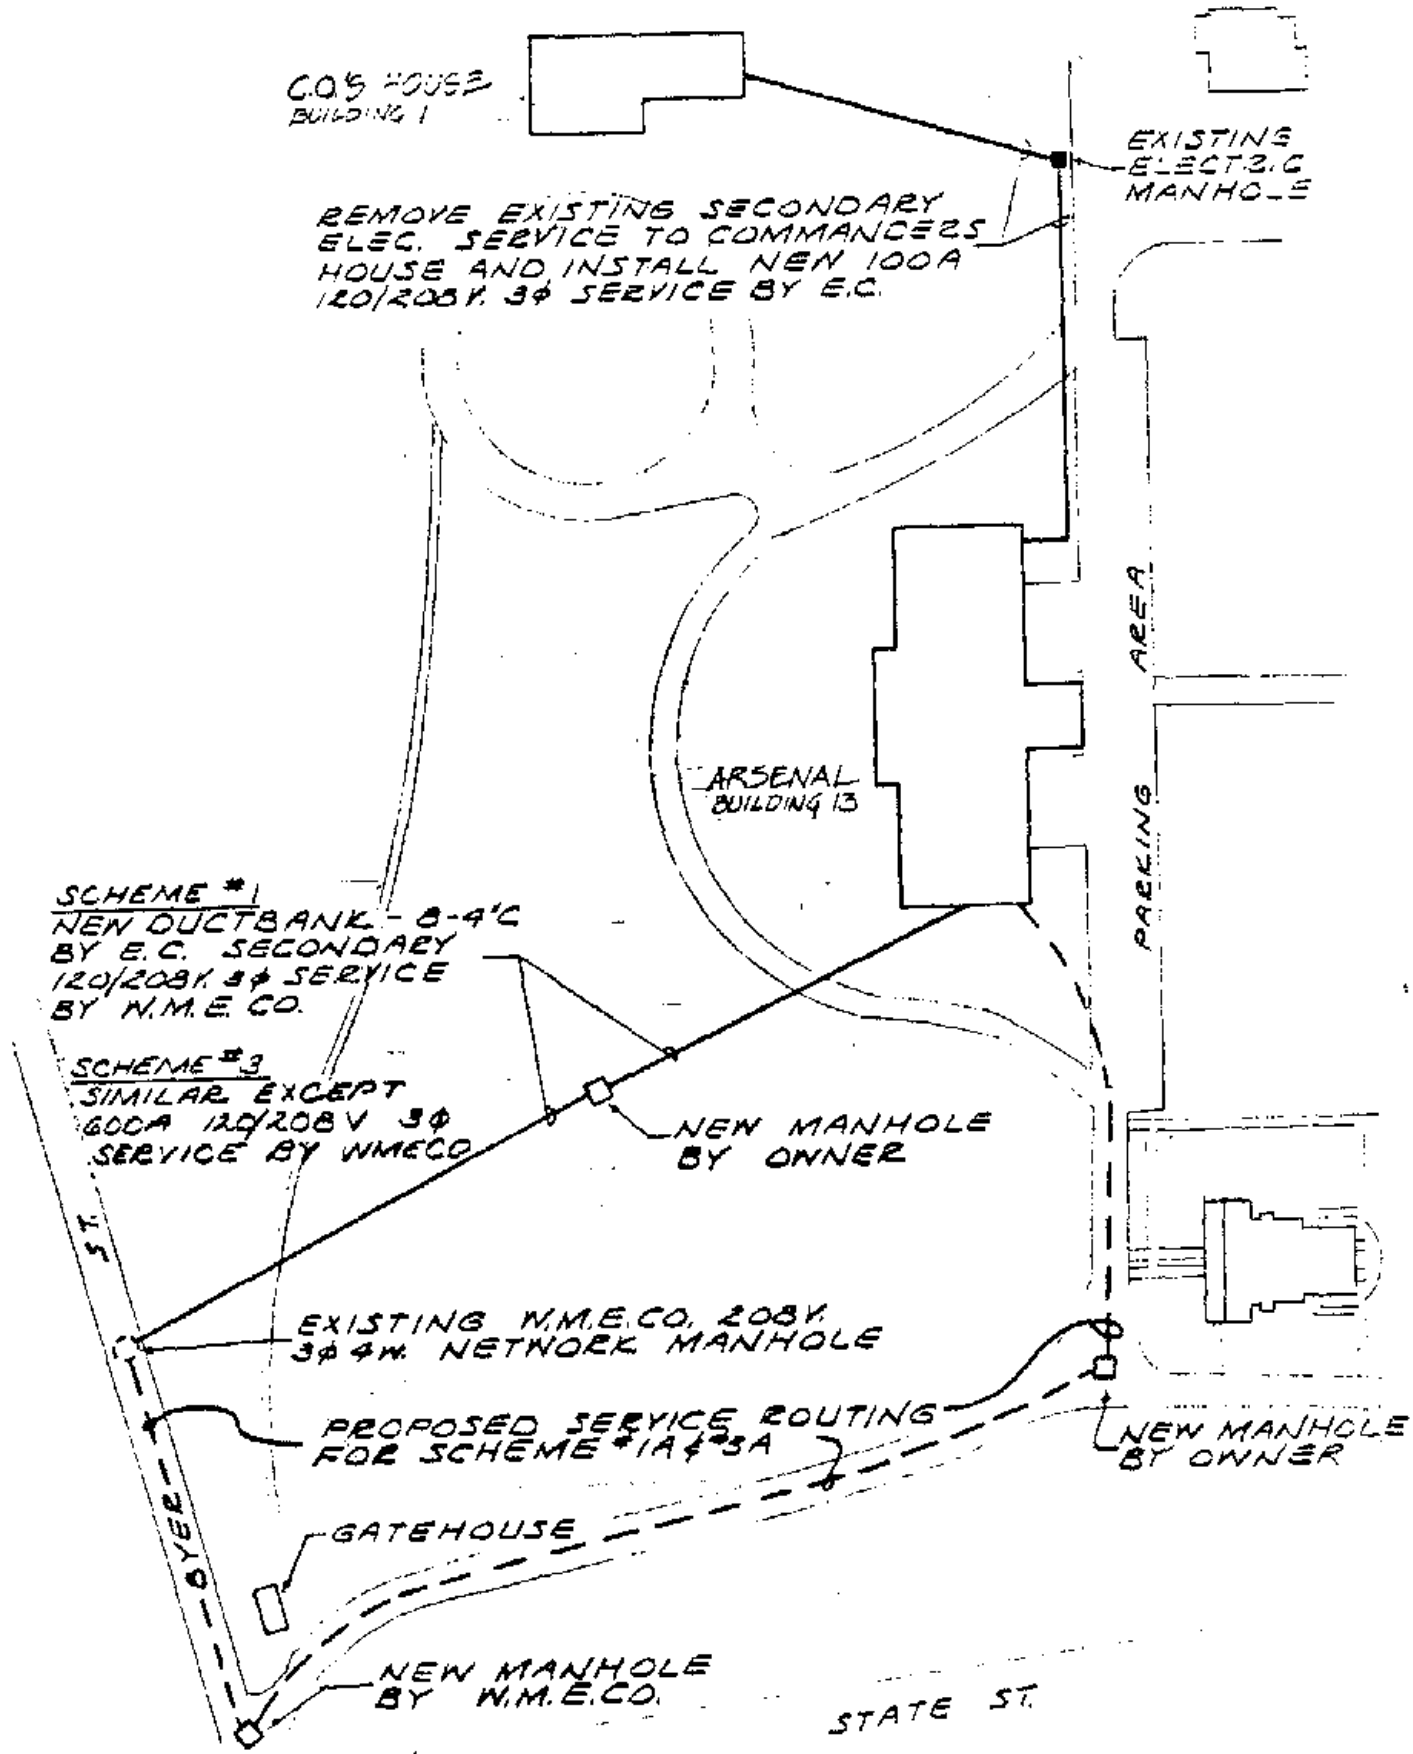 C.O.'S HOUSE
BUILDING 1
EXISTING
ELECTRIC
MANHOLE
REMOVE EXISTING SECONDARY
ELEC. SERVICE TO COMMANCERS
HOUSE AND INSTALL NEN 100A
120/208V. 3φ SERVICE BY E.C.
PARKING AREA
ARSENAL
BUILDING 13
SCHEME #1
NEW DUCTBANK - 8-4"C
BY E.C. SECONDARY
120/208V. 3φ SERVICE
BY W.M.E.CO.
SCHEME #3
SIMILAR EXCEPT
600A 120/208V 3φ
SERVICE BY WMECO
NEW MANHOLE
BY OWNER
BYER ST.
EXISTING W.M.E.CO. 208V.
3φ 4W. NETWORK MANHOLE
PROPOSED SERVICE ROUTING
FOR SCHEME #1A & #3A
NEW MANHOLE
BY OWNER
GATEHOUSE
NEW MANHOLE
BY W.M.E.CO.
STATE ST.